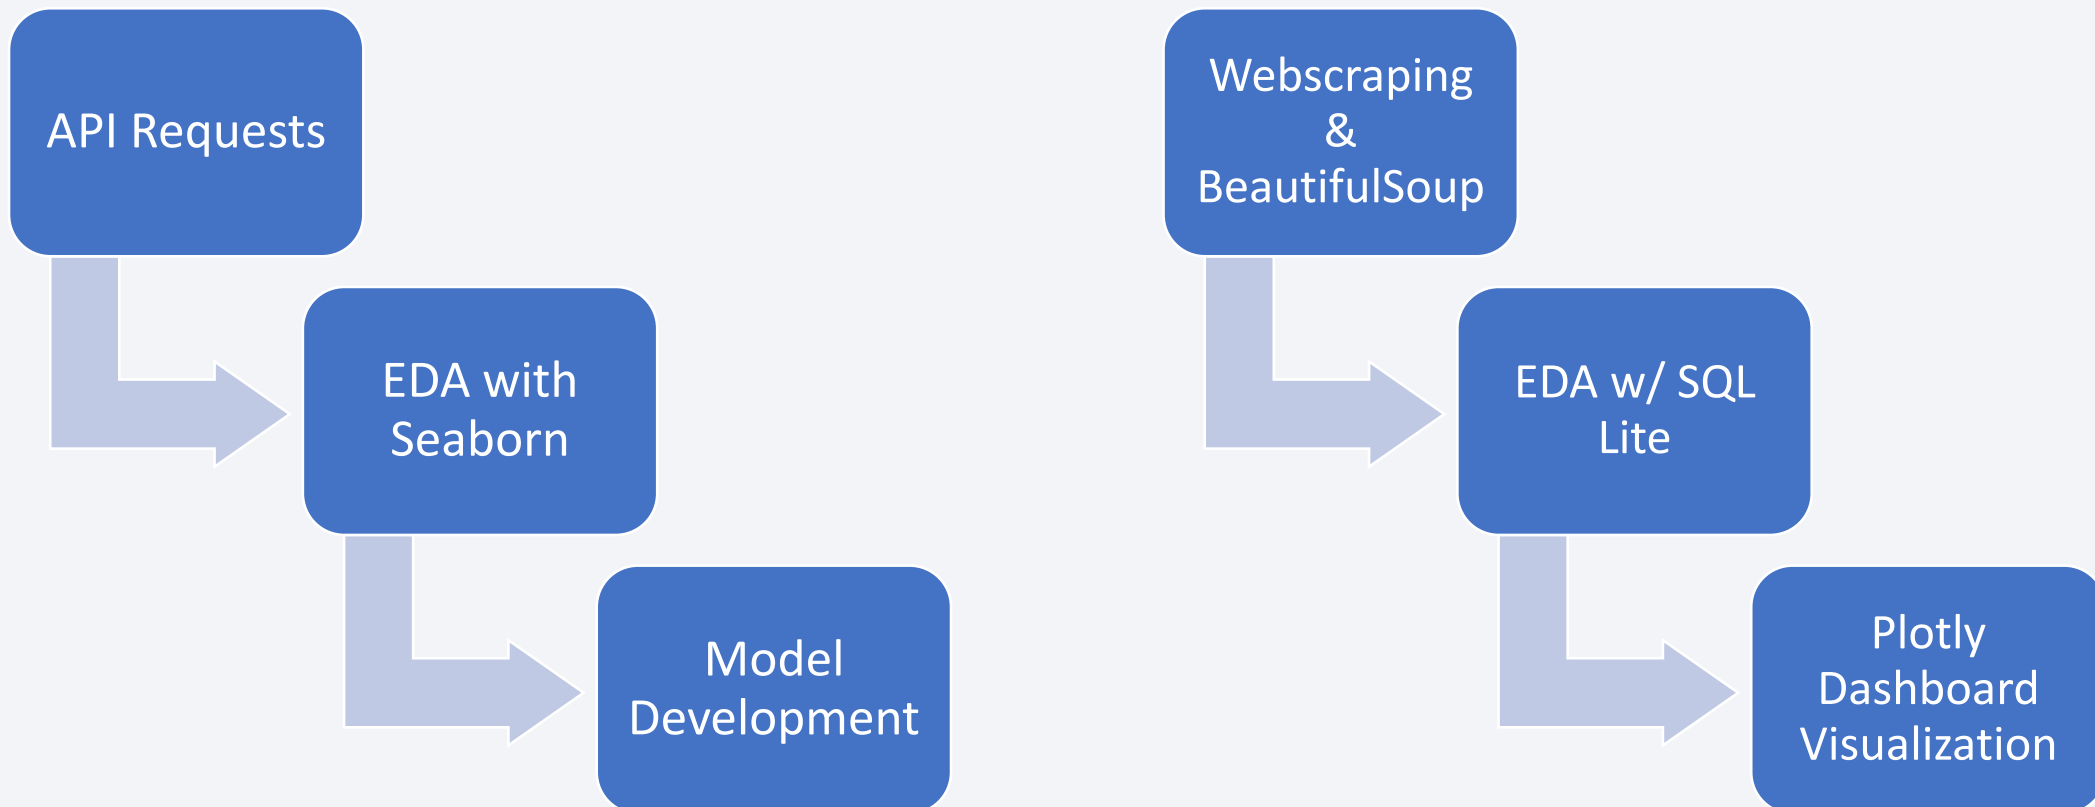 API Requests
EDA with
Seaborn
Model
Development
Webscraping
&
BeautifulSoup
EDA w/ SQL
Lite
Plotly
Dashboard
Visualization